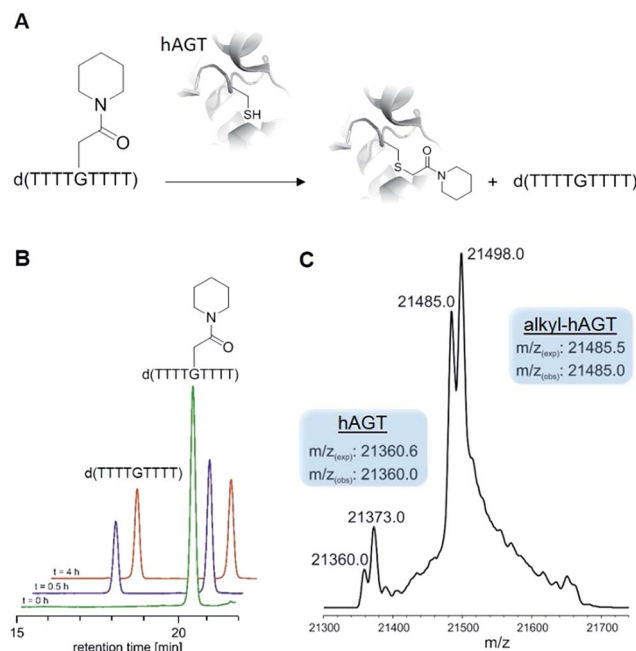 A
hAGT
N
O
SH
d(TTTTGTTTT)
S
O
N
+
d(TTTTGTTTT)
B
N
O
d(TTTTGTTTT)
d(TTTTGTTTT)
t = 4 h
t = 0.5 h
t = 0 h
15
20
retention time [min]
C
21498.0
21485.0
alkyl-hAGT
m/z(exp): 21485.5
m/z(obs): 21485.0
hAGT
m/z(exp): 21360.6
m/z(obs): 21360.0
21373.0
21360.0
21300
21400
21500
21600
21700
m/z